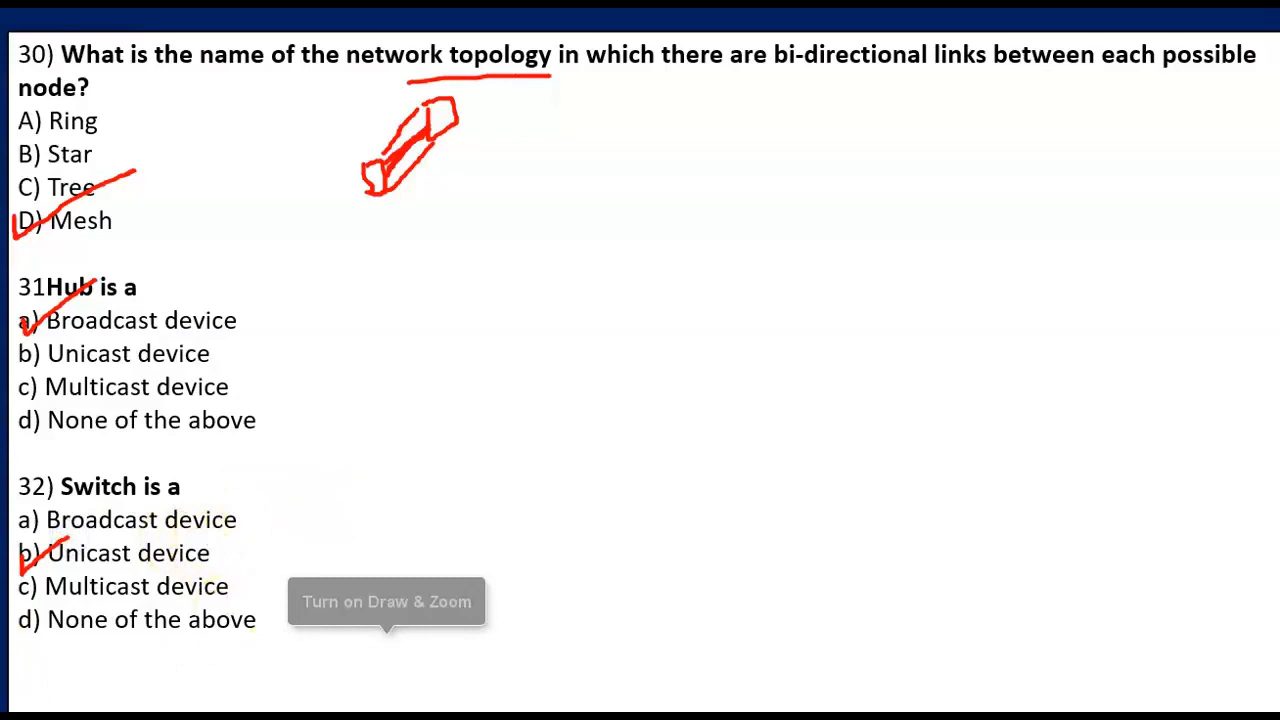 30) What is the name of the network topology in which there are bi-directional links between each possible
node?
A) Ring
B) Star
C) Tree
D) Mesh
31Hub is a
a) Broadcast device
b) Unicast device
c) Multicast device
d) None of the above
32) Switch is a
a) Broadcast device
b) Unicast device
c) Multicast device
d) None of the above
Turn on Draw & Zoom